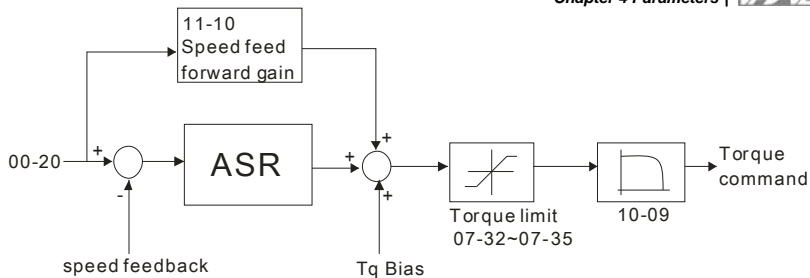 Chapter 4 Parameters |
11-10
Speed feed
forward gain
+
00-20
+
-
ASR
+
+
Torque
command
Torque limit
07-32~07-35
10-09
speed feedback
Tq Bias